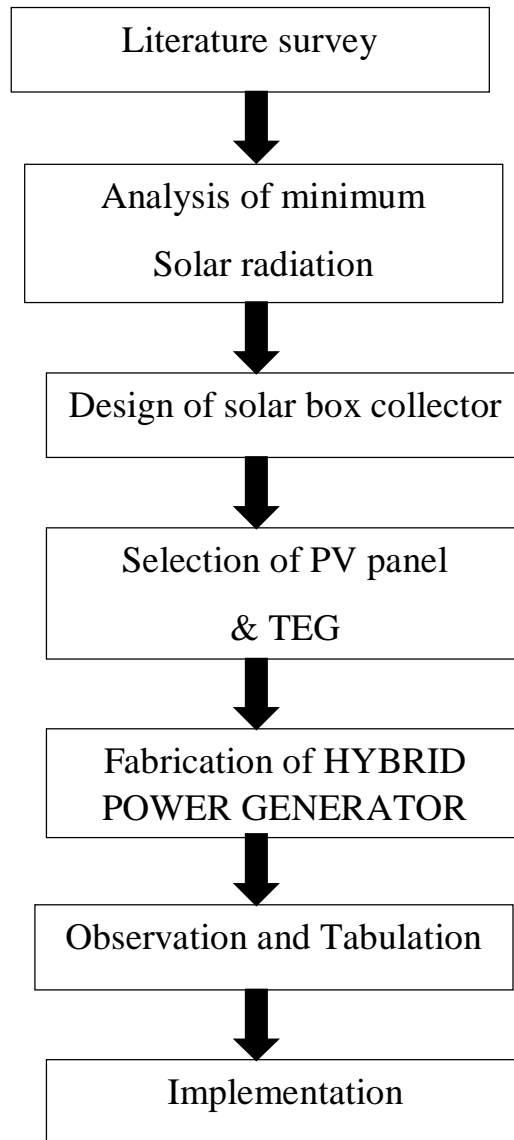 Literature survey
Analysis of minimum
Solar radiation
Design of solar box collector
Selection of PV panel
& TEG
Fabrication of HYBRID
POWER GENERATOR
Observation and Tabulation
Implementation